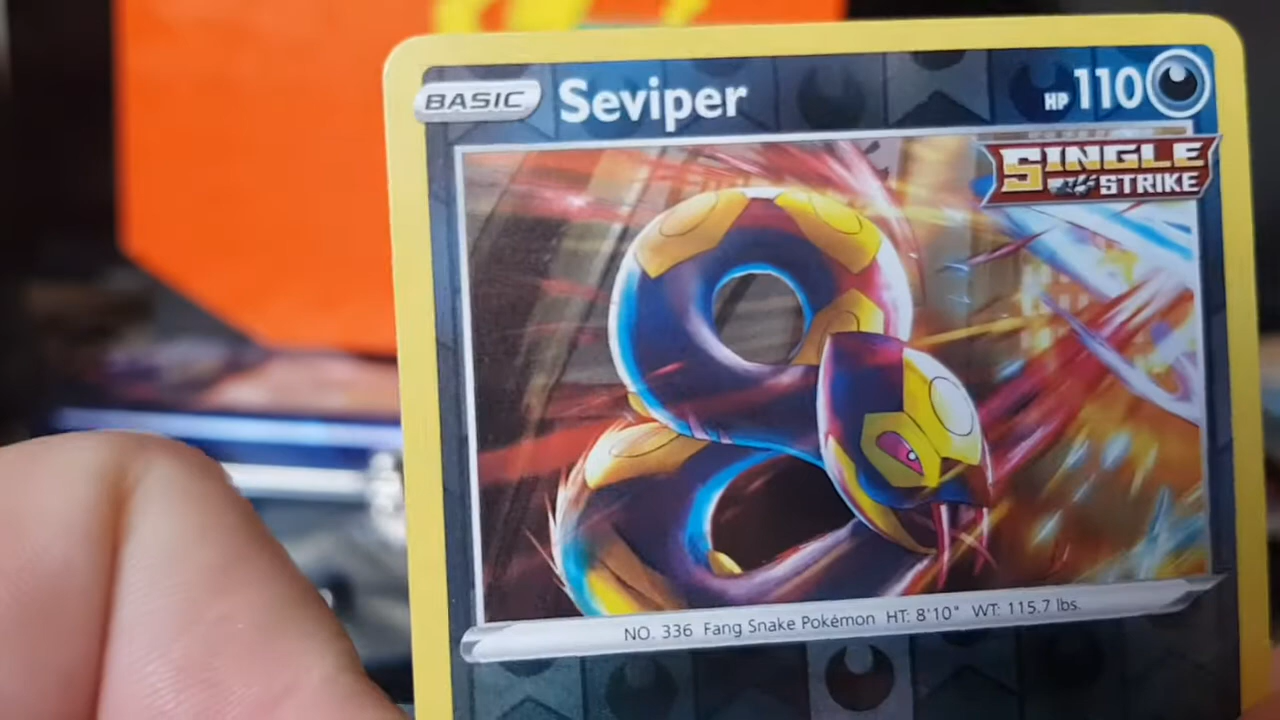 BASIC Seviper HP 110
SINGLE
STRIKE
NO. 336 Fang Snake Pokémon HT: 8'10" WT: 115.7 lbs.